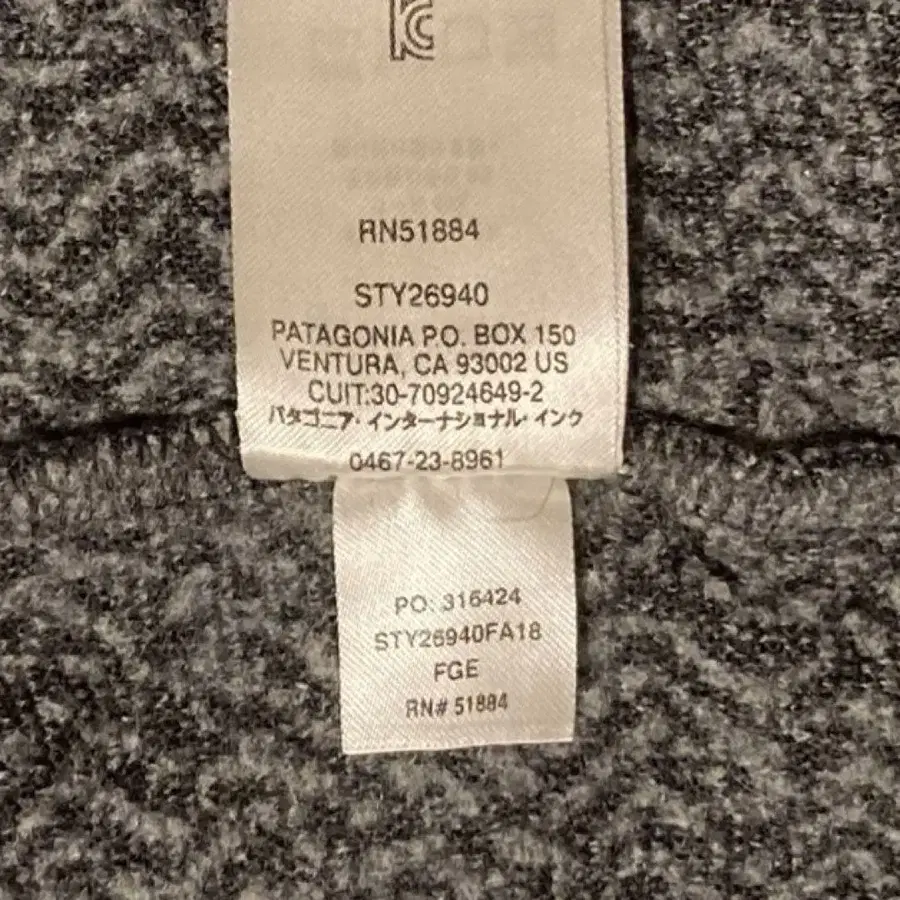 RN51884
STY26940
PATAGONIA P.O. BOX 150
VENTURA, CA 93002 US
CUIT:30-70924649-2
パタゴニア・インターナショナル・インク
0467-23-8961
PO: 316424
STY26940FA18
FGE
RN# 51884